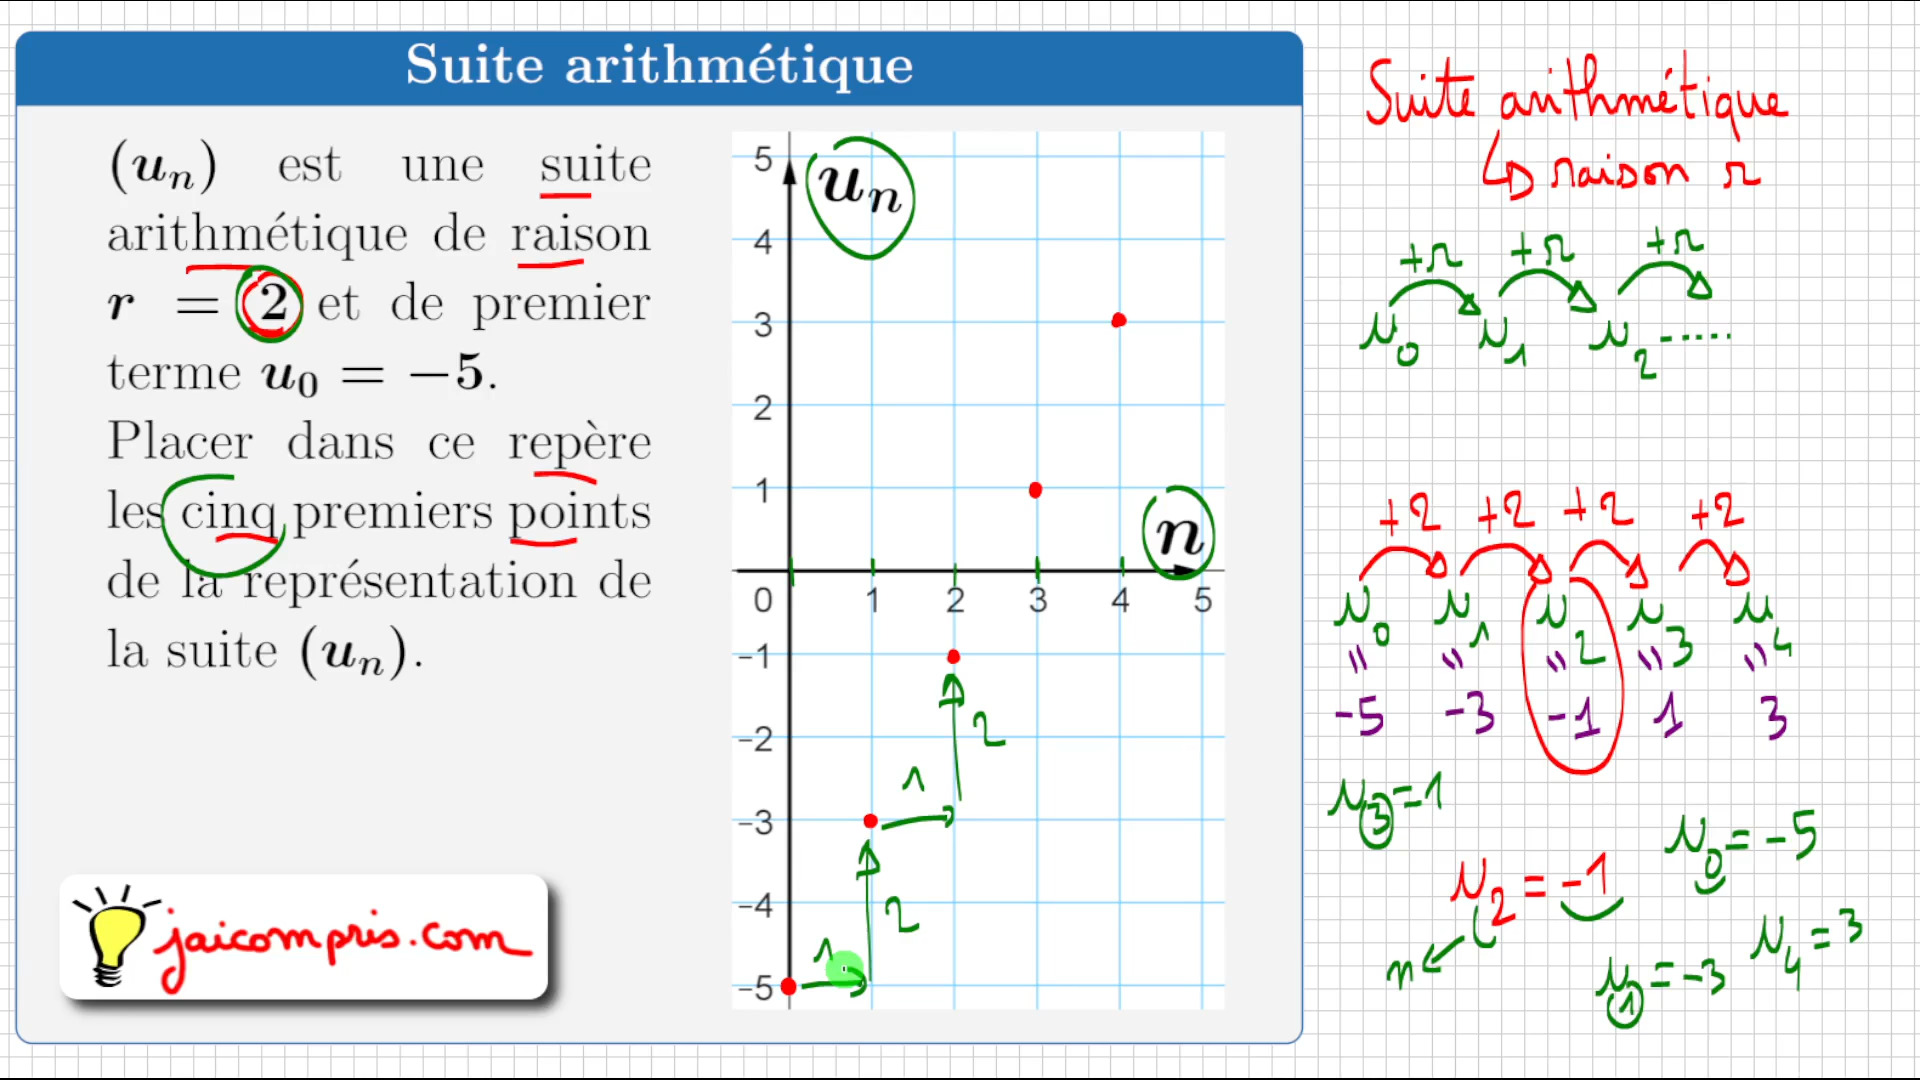 Suite arithmétique
(uₙ) est une suite
arithmétique de raison
r = 2 et de premier
terme u₀ = −5.
Placer dans ce repère
les cinq premiers points
de la représentation de
la suite (uₙ).
jaicompris.com
5
uₙ
4
3
2
1
n
0 1 2 3 4 5
−1
2
−2
1
−3
2
−4
1
−5
Suite arithmétique
↳ raison r
+r +r +r
u₀ u₁ u₂ .....
+2 +2 +2 +2
u₀ u₁ u₂ u₃ u₄
" " " " "
-5 -3 -1 1 3
u₃ = 1
u₀ = -5
u₂ = -1
u₄ = 3
n
u₁ = -3